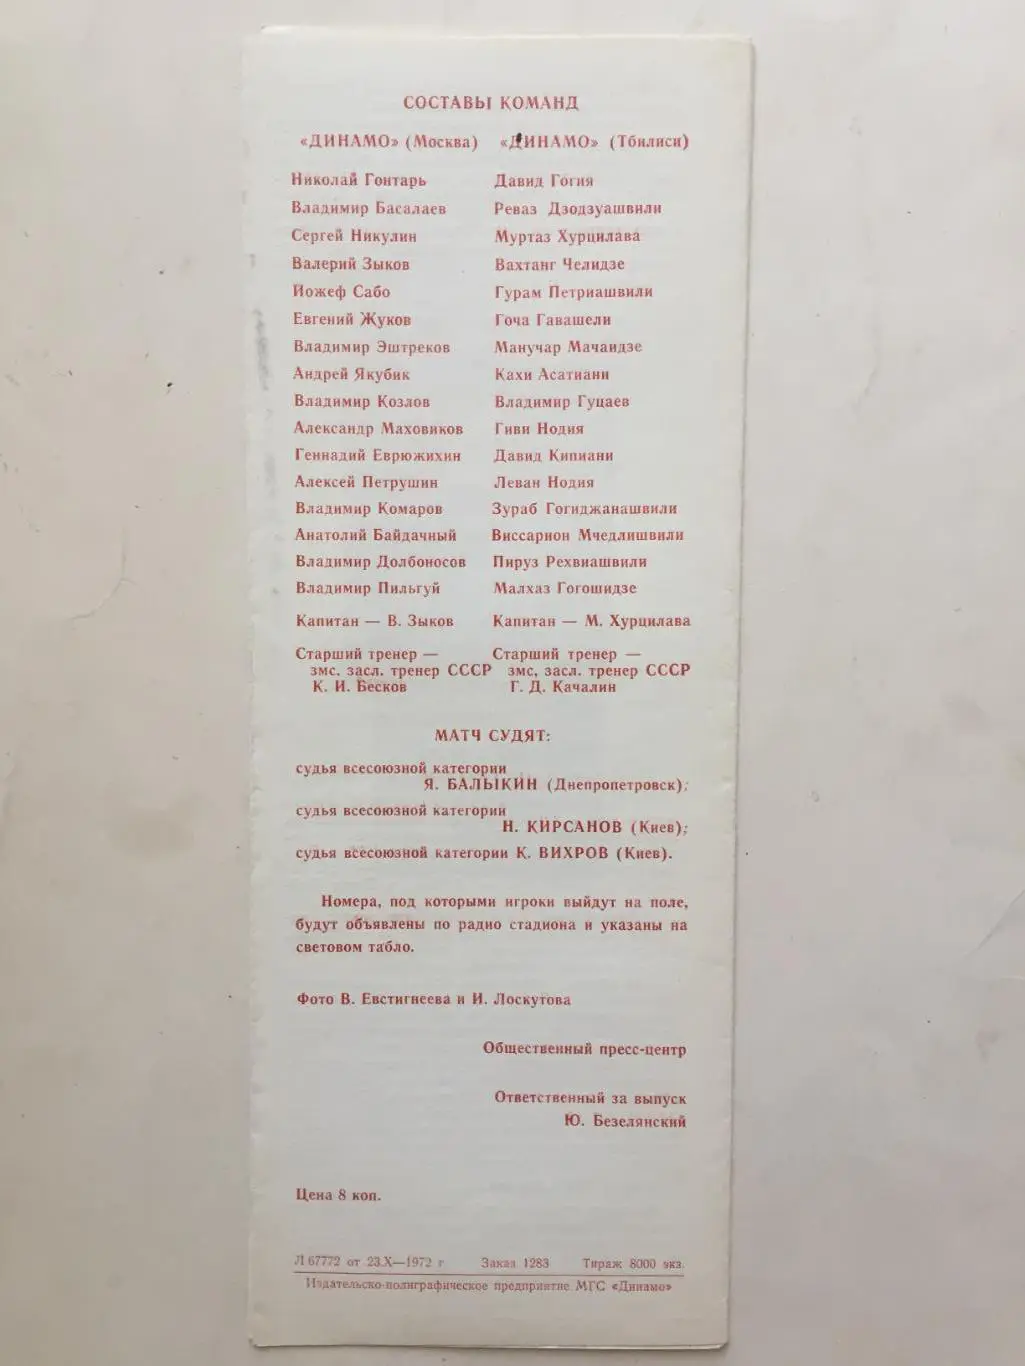 СОСТАВЫ КОМАНД
«ДИНАМО» (Москва) «ДИНАМО» (Тбилиси)
Николай Гонтарь Давид Гогия
Владимир Басалаев Реваз Дзодзуашвили
Сергей Никулин Муртаз Хурцилава
Валерий Зыков Вахтанг Челидзе
Йожеф Сабо Гурам Петриашвили
Евгений Жуков Гоча Гавашели
Владимир Эштреков Манучар Мачаидзе
Андрей Якубик Кахи Асатиани
Владимир Козлов Владимир Гуцаев
Александр Маховиков Гиви Нодия
Геннадий Еврюжихин Давид Кипиани
Алексей Петрушин Леван Нодия
Владимир Комаров Зураб Гогиджанашвили
Анатолий Байдачный Виссарион Мчедлишвили
Владимир Долбоносов Пируз Рехвиашвили
Владимир Пильгуй Малхаз Гогошидзе
Капитан — В. Зыков Капитан — М. Хурцилава
Старший тренер — Старший тренер —
змс. засл. тренер СССР змс, засл. тренер СССР
К. И. Бесков Г. Д. Качалин
МАТЧ СУДЯТ:
судья всесоюзной категории
Я. БАЛЫКИН (Днепропетровск);
судья всесоюзной категории
Н. КИРСАНОВ (Киев);
судья всесоюзной категории К. ВИХРОВ (Киев).
Номера, под которыми игроки выйдут на поле,
будут объявлены по радио стадиона и указаны на
световом табло.
Фото В. Евстигнеева и И. Лоскутова
Общественный пресс-центр
Ответственный за выпуск
Ю. Безелянский
Цена 8 коп.
Л 67772 от 23.X—1972 г Заказ 1283 Тираж 8000 экз.
Издательско-полиграфическое предприятие МГС «Динамо»